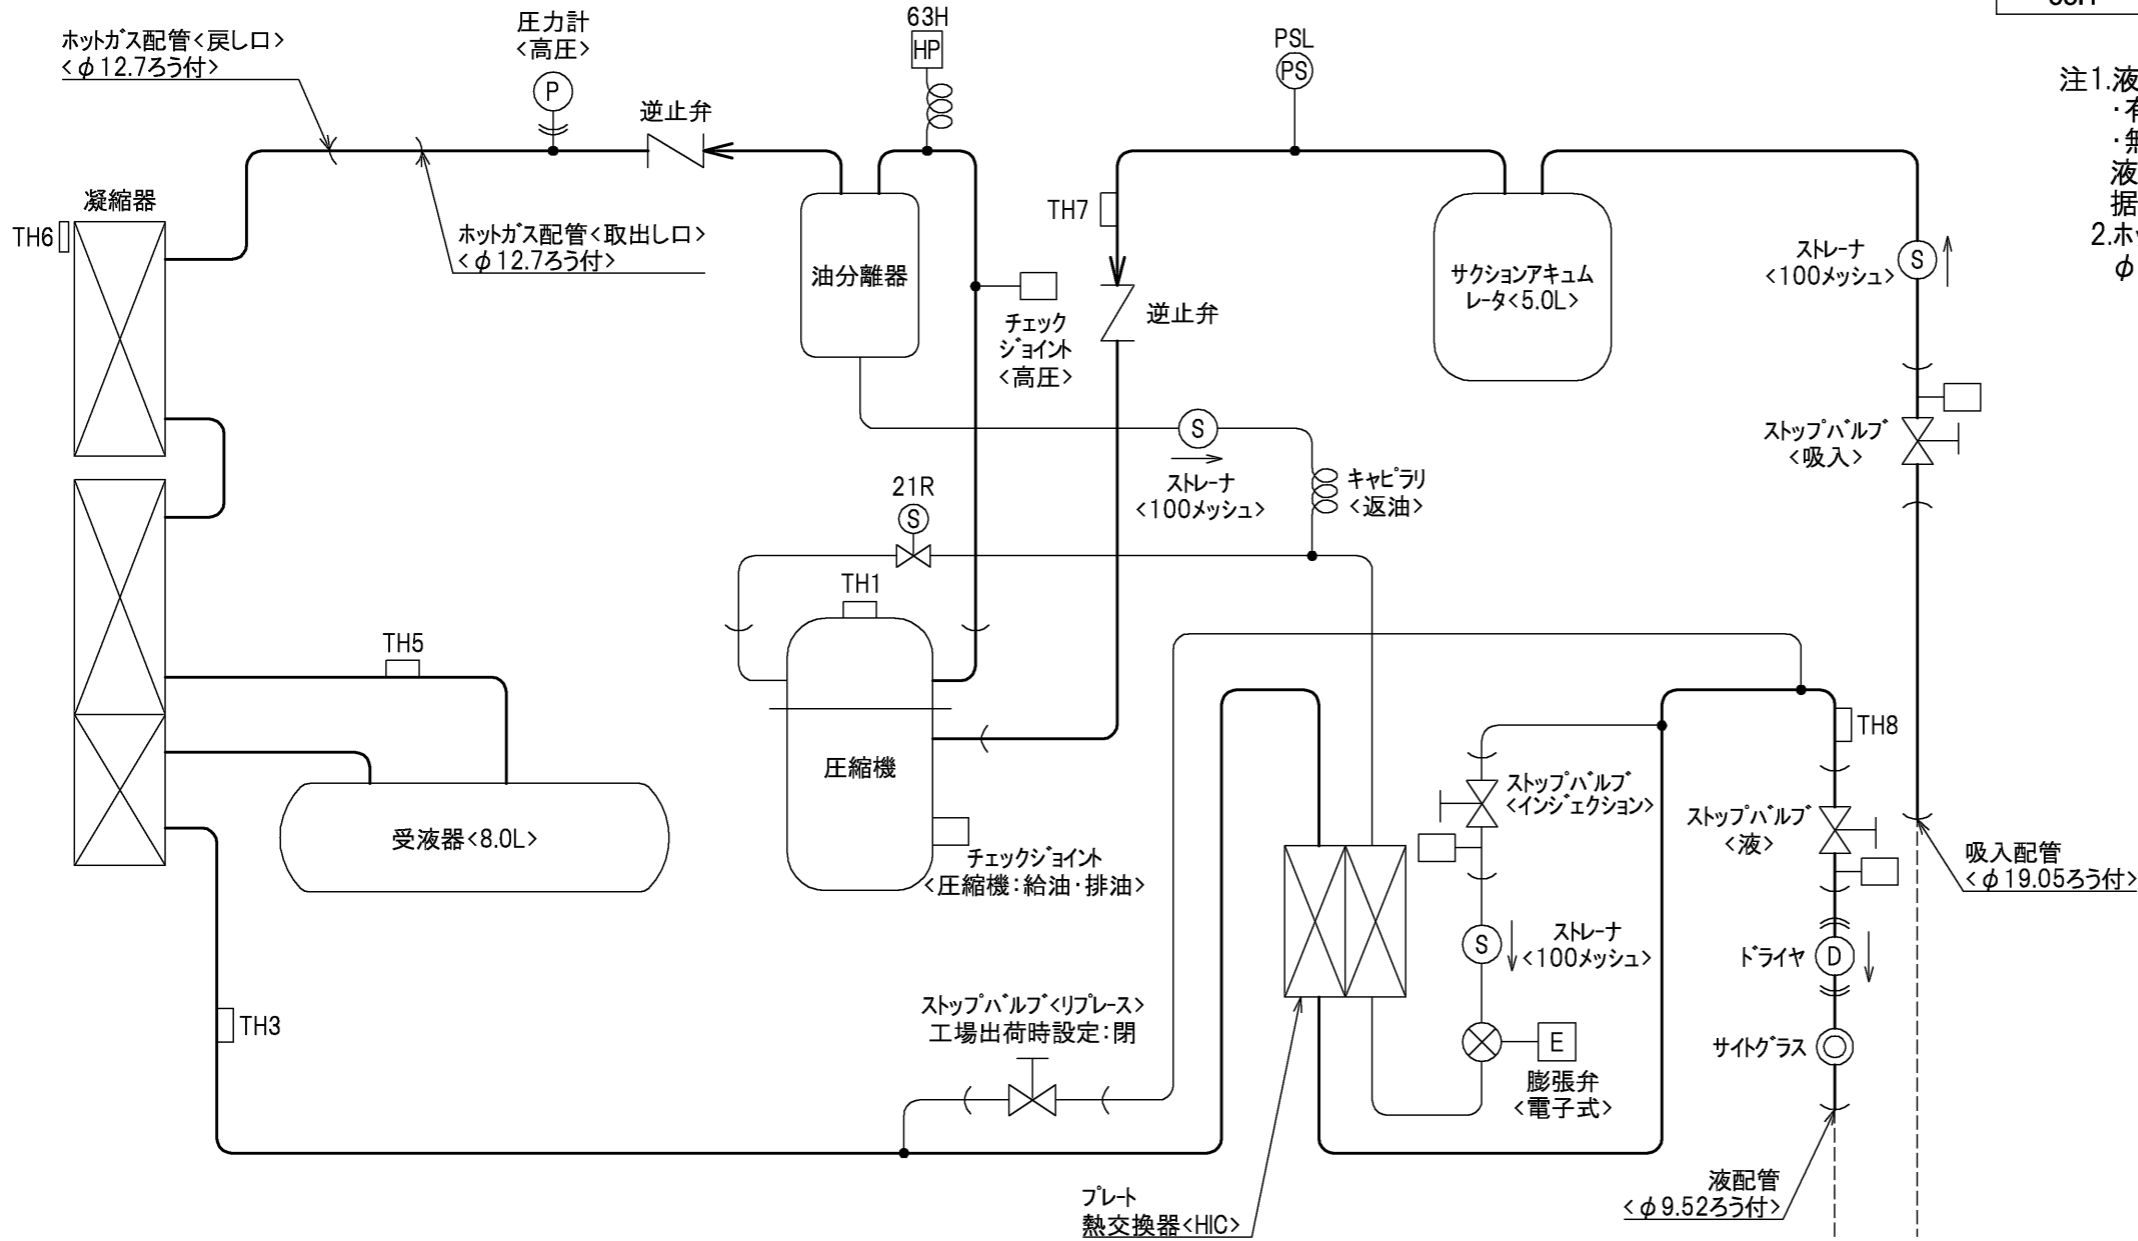 ホットガス配管<戻し口>
<φ12.7ろう付>
圧力計
<高圧>
P
63H
HP
PSL
PS
逆止弁
注1.液
・有
・無
液
2.ホ
φ
凝縮器
TH6
ホットガス配管<取出し口>
<φ12.7ろう付>
油分離器
チェック
ジョイント
<高圧>
TH7
逆止弁
サクションアキュム
レータ<5.0L>
ストレーナ
<100メッシュ>
S
ストップバルブ
<吸入>
S
ストレーナ
<100メッシュ>
キャピラリ
<返油>
21R
S
TH1
TH5
圧縮機
受液器<8.0L>
チェックジョイント
<圧縮機:給油・排油>
TH8
ストップバルブ
<インジェクション>
ストップバルブ
<液>
吸入配管
<φ19.05ろう付>
S
ストレーナ
<100メッシュ>
ドライヤ
D
TH3
ストップバルブ<リプレース>
工場出荷時設定:閉
E
膨張弁
<電子式>
サイトグラス
プレート
熱交換器<HIC>
液配管
<φ9.52ろう付>